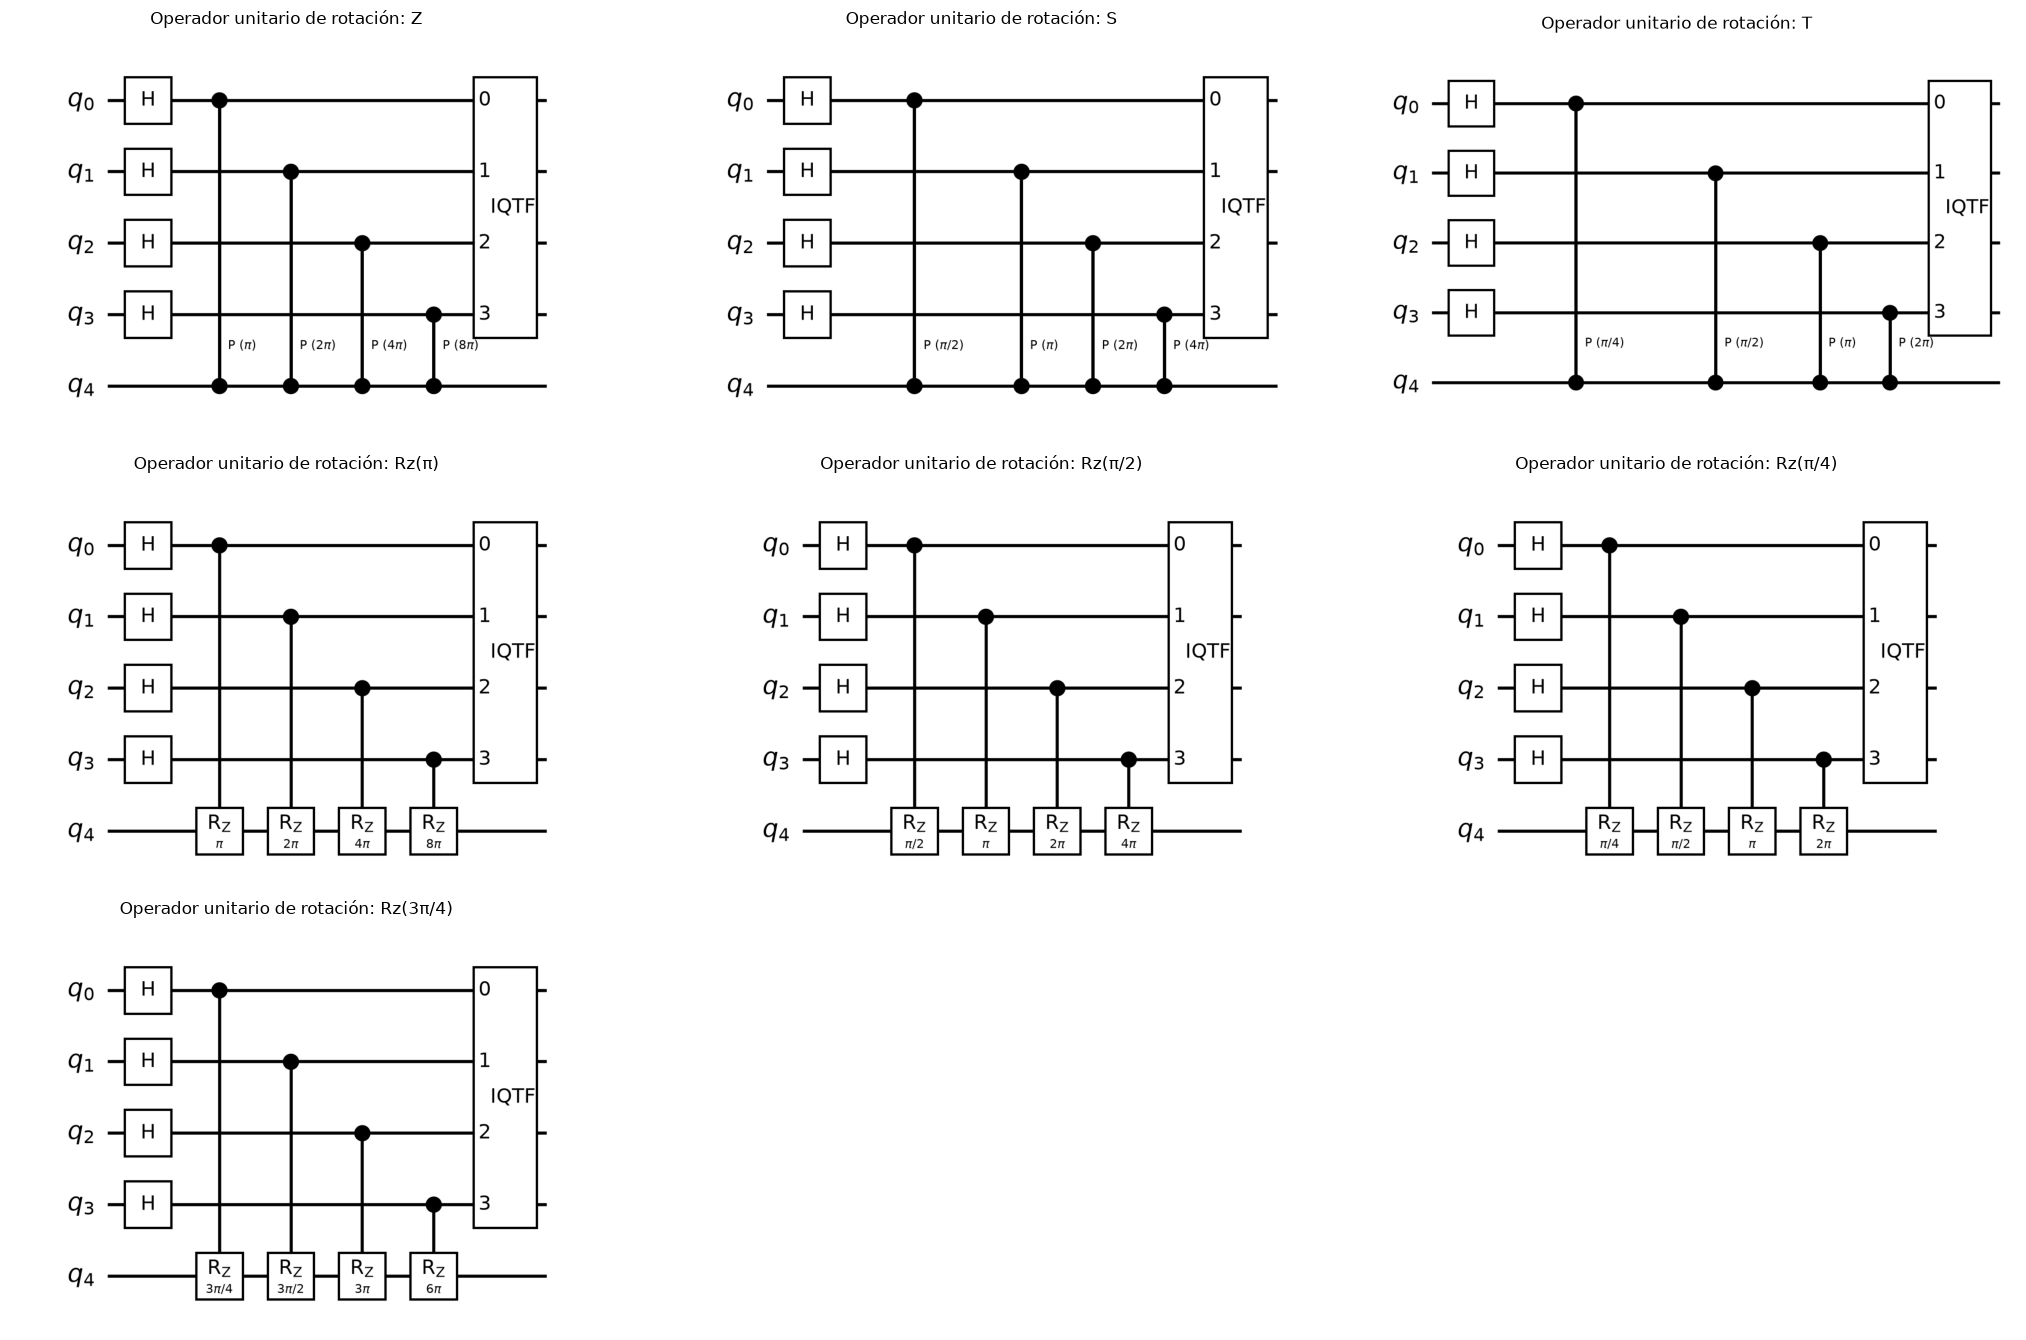 Operador unitario de rotación: Z
q0 H 0
q1 H 1
IQTF
q2 H 2
q3 H 3
P (π) P (2π) P (4π) P (8π)
q4
Operador unitario de rotación: S
q0 H 0
q1 H 1
IQTF
q2 H 2
q3 H 3
P (π/2) P (π) P (2π) P (4π)
q4
Operador unitario de rotación: T
q0 H 0
q1 H 1
IQTF
q2 H 2
q3 H 3
P (π/4) P (π/2) P (π) P (2π)
q4
Operador unitario de rotación: Rz(π)
q0 H 0
q1 H 1
IQTF
q2 H 2
q3 H 3
q4 RZ RZ RZ RZ
π 2π 4π 8π
Operador unitario de rotación: Rz(π/2)
q0 H 0
q1 H 1
IQTF
q2 H 2
q3 H 3
q4 RZ RZ RZ RZ
π/2 π 2π 4π
Operador unitario de rotación: Rz(π/4)
q0 H 0
q1 H 1
IQTF
q2 H 2
q3 H 3
q4 RZ RZ RZ RZ
π/4 π/2 π 2π
Operador unitario de rotación: Rz(3π/4)
q0 H 0
q1 H 1
IQTF
q2 H 2
q3 H 3
q4 RZ RZ RZ RZ
3π/4 3π/2 3π 6π